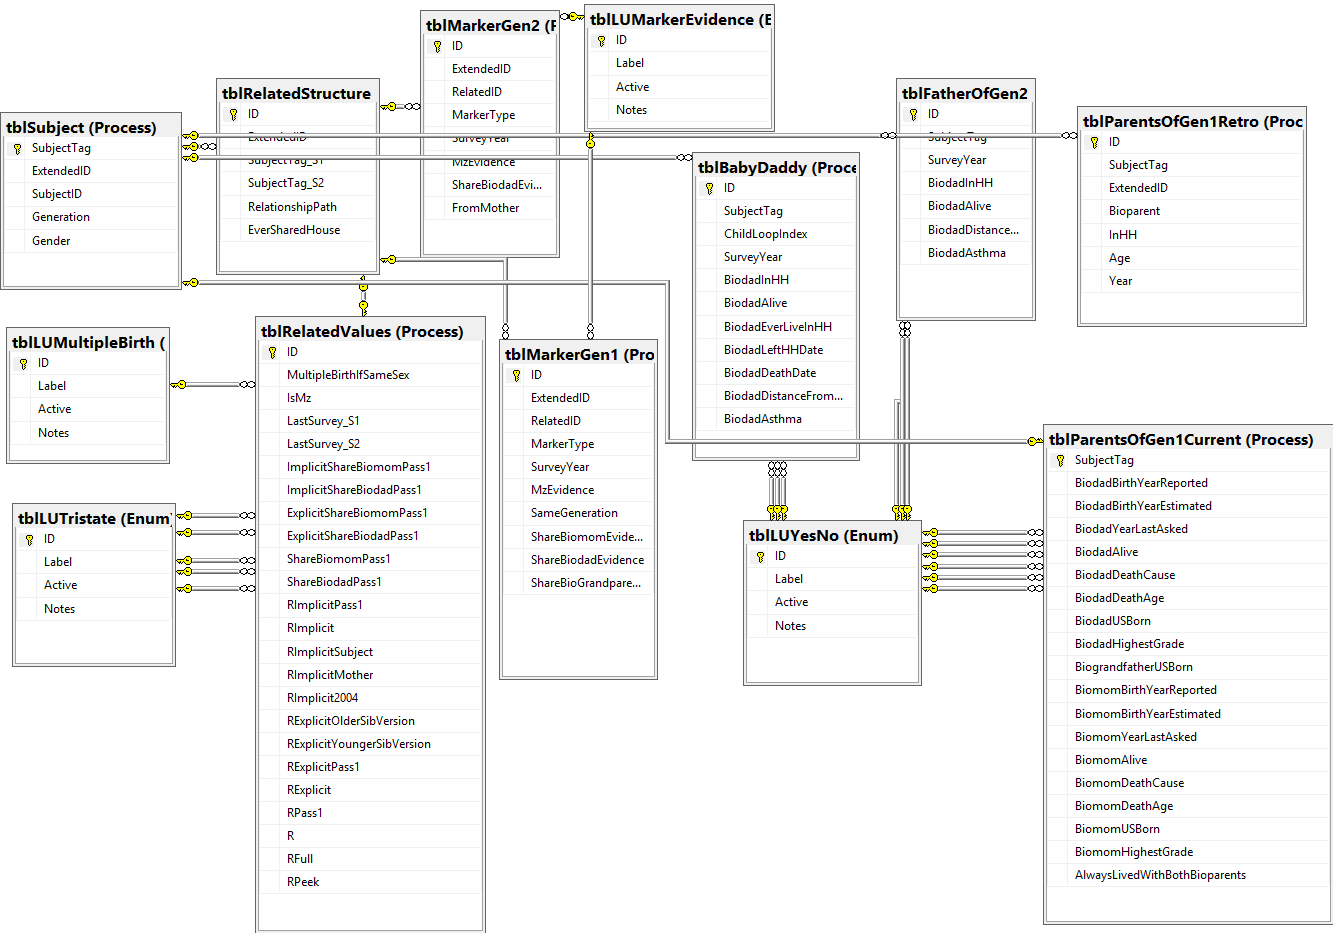 tblSubject (Process)
SubjectTag
ExtendedID
SubjectID
Generation
Gender
tblRelatedStructure
ID
ExtendedID
SubjectTag_S1
SubjectTag_S2
RelationshipPath
EverSharedHouse
tblMarkerGen2 (P
ID
ExtendedID
RelatedID
MarkerType
SurveyYear
MzEvidence
ShareBiodadEvi...
FromMother
tblLUMarkerEvidence (E
ID
Label
Active
Notes
tblBabyDaddy (Proce
ID
SubjectTag
ChildLoopIndex
SurveyYear
BiodadInHH
BiodadAlive
BiodadEverLiveInHH
BiodadLeftHHDate
BiodadDeathDate
BiodadDistanceFrom...
BiodadAsthma
tblFatherOfGen2
ID
SubjectTag
SurveyYear
BiodadInHH
BiodadAlive
BiodadDistance...
BiodadAsthma
tblParentsOfGen1Retro (Proc
ID
SubjectTag
ExtendedID
Bioparent
InHH
Age
Year
tblLUMultipleBirth (
ID
Label
Active
Notes
tblLUTristate (Enum)
ID
Label
Active
Notes
tblRelatedValues (Process)
ID
MultipleBirthIfSameSex
IsMz
LastSurvey_S1
LastSurvey_S2
ImplicitShareBiomomPass1
ImplicitShareBiodadPass1
ExplicitShareBiomomPass1
ExplicitShareBiodadPass1
ShareBiomomPass1
ShareBiodadPass1
RImplicitPass1
RImplicit
RImplicitSubject
RImplicitMother
RImplicit2004
RExplicitOlderSibVersion
RExplicitYoungerSibVersion
RExplicitPass1
RExplicit
RPass1
R
RFull
RPeek
tblMarkerGen1 (Pro
ID
ExtendedID
RelatedID
MarkerType
SurveyYear
MzEvidence
SameGeneration
ShareBiomomEvide...
ShareBiodadEvidence
ShareBioGrandpare...
tblLUYesNo (Enum)
ID
Label
Active
Notes
tblParentsOfGen1Current (Process)
SubjectTag
BiodadBirthYearReported
BiodadBirthYearEstimated
BiodadYearLastAsked
BiodadAlive
BiodadDeathCause
BiodadDeathAge
BiodadUSBorn
BiodadHighestGrade
BiograndfatherUSBorn
BiomomBirthYearReported
BiomomBirthYearEstimated
BiomomYearLastAsked
BiomomAlive
BiomomDeathCause
BiomomDeathAge
BiomomUSBorn
BiomomHighestGrade
AlwaysLivedWithBothBioparents